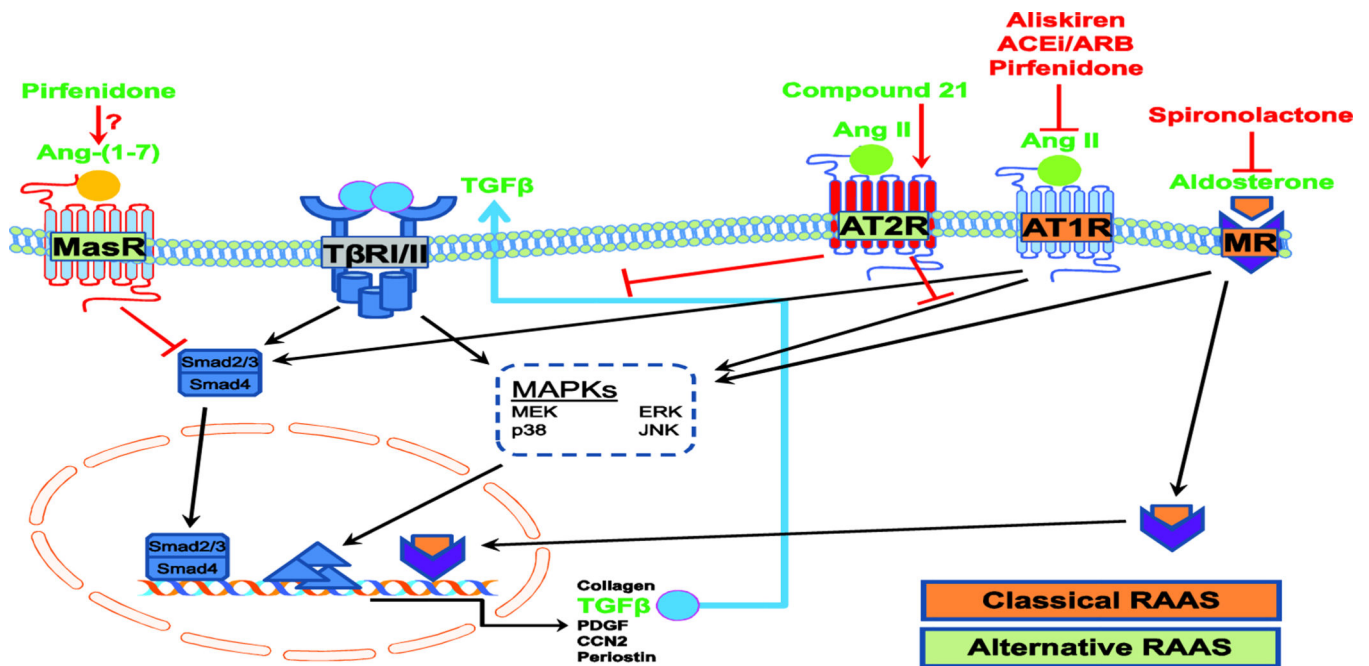 Aliskiren
ACEi/ARB
Pirfenidone
Pirfenidone
?
Ang-(1-7)
Compound 21
Ang II
Ang II
Spironolactone
Aldosterone
TGFβ
MasR
TβRI/II
AT2R
AT1R
MR
Smad2/3
Smad4
MAPKs
MEK ERK
p38 JNK
Smad2/3
Smad4
Collagen
TGFβ
PDGF
CCN2
Periostin
Classical RAAS
Alternative RAAS